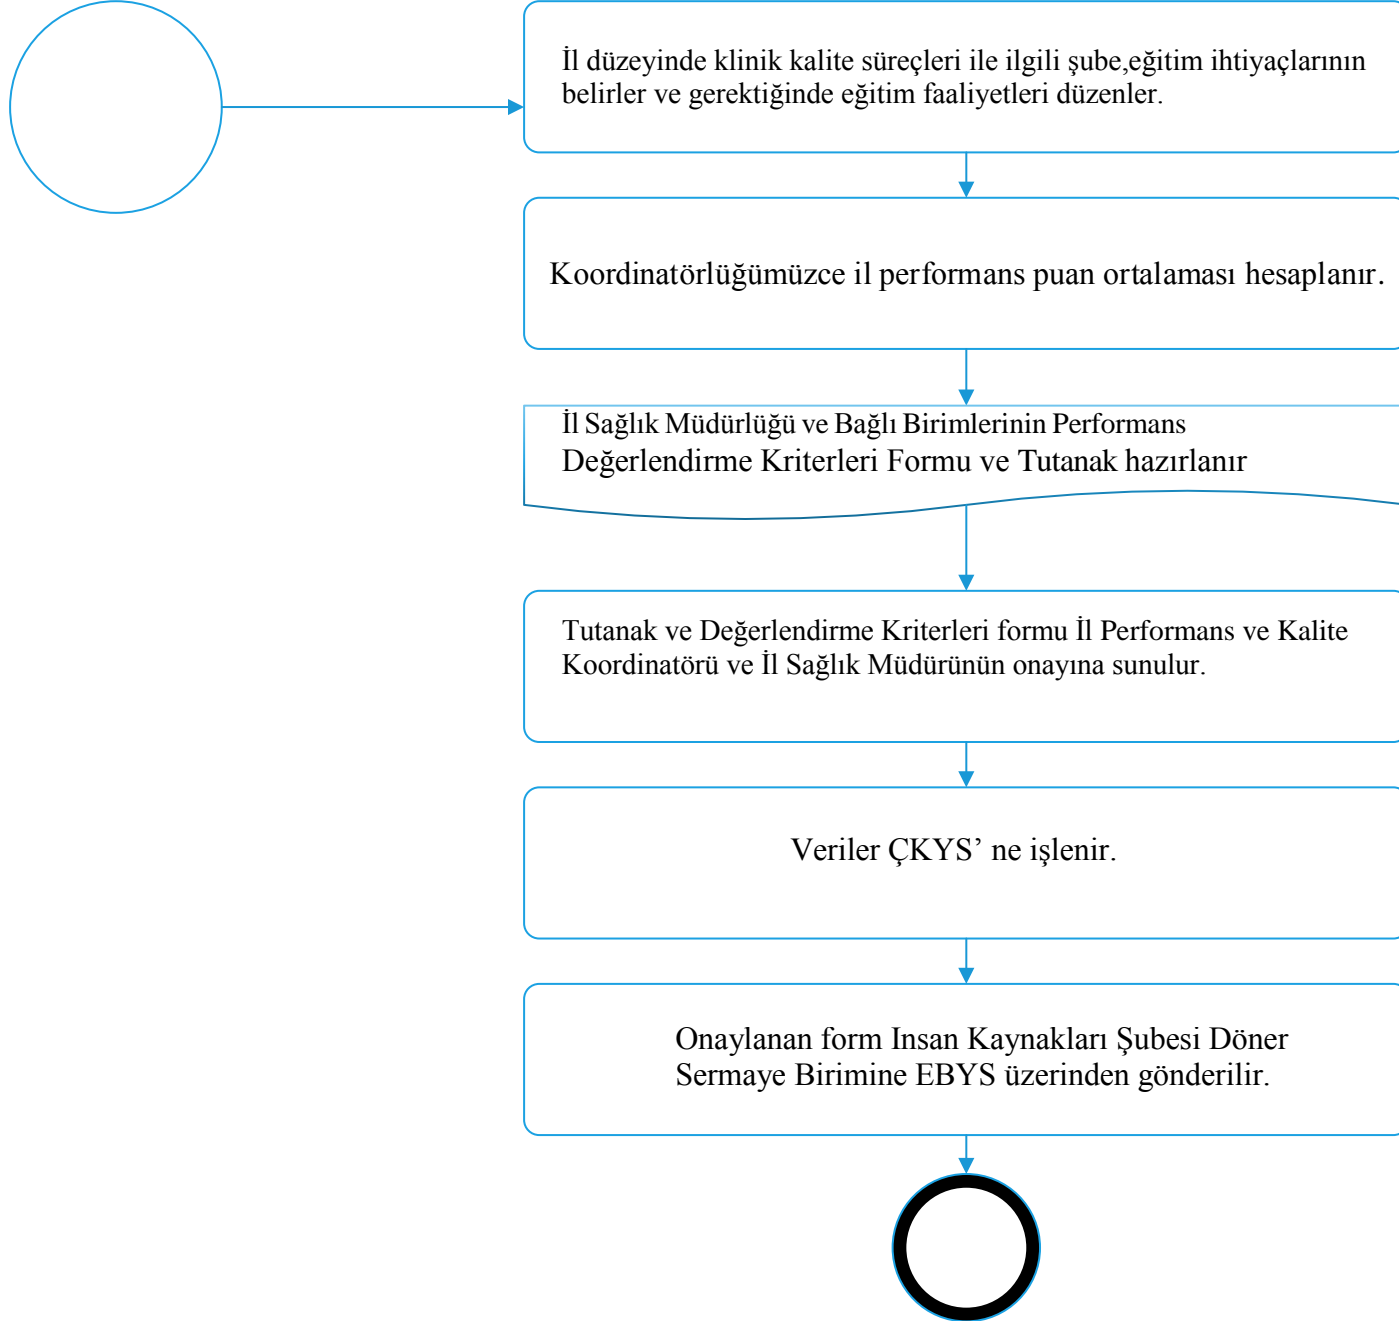 İl düzeyinde klinik kalite süreçleri ile ilgili şube,eğitim ihtiyaçlarının
belirler ve gerektiğinde eğitim faaliyetleri düzenler.
Koordinatörlüğümüzce il performans puan ortalaması hesaplanır.
İl Sağlık Müdürlüğü ve Bağlı Birimlerinin Performans
Değerlendirme Kriterleri Formu ve Tutanak hazırlanır
Tutanak ve Değerlendirme Kriterleri formu İl Performans ve Kalite
Koordinatörü ve İl Sağlık Müdürünün onayına sunulur.
Veriler ÇKYS’ ne işlenir.
Onaylanan form Insan Kaynakları Şubesi Döner
Sermaye Birimine EBYS üzerinden gönderilir.